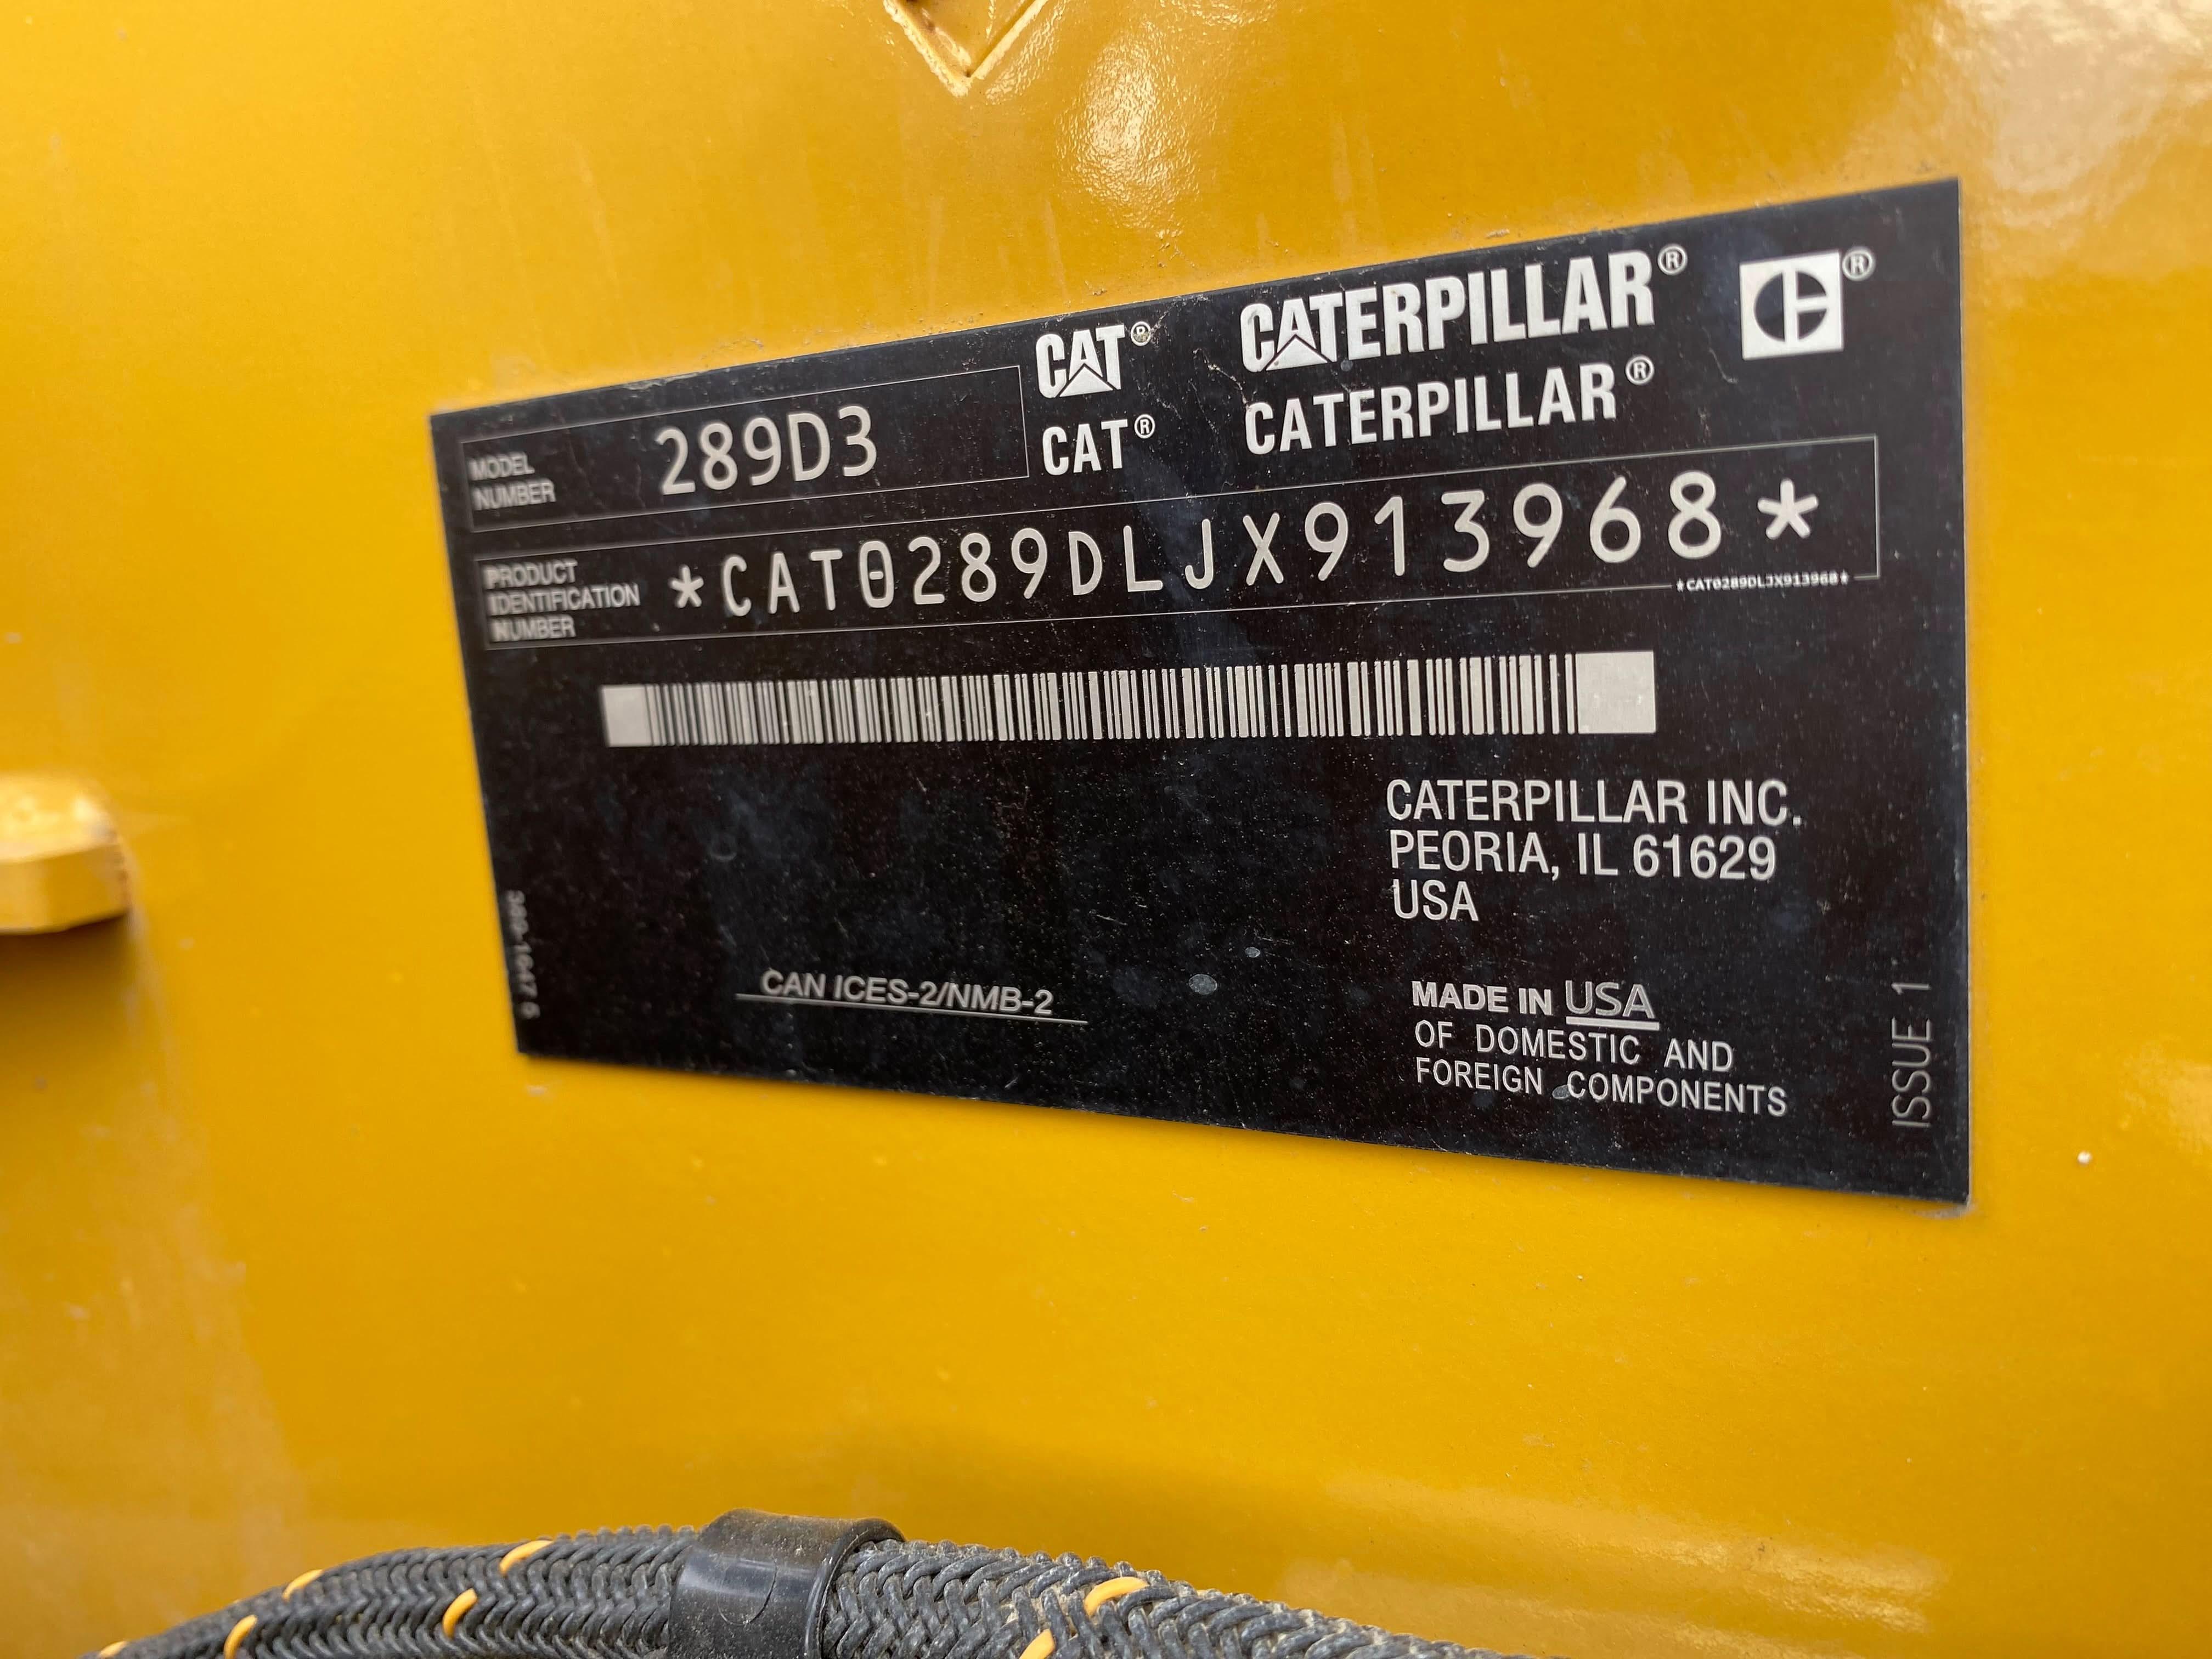 CAT® CATERPILLAR®
CAT® CATERPILLAR®
MODEL
NUMBER
289D3
PRODUCT
IDENTIFICATION
NUMBER
*CAT0289DLJX913968*
*CAT0289DLJX913968*
CATERPILLAR INC.
PEORIA, IL 61629
USA
CAN ICES-2/NMB-2
MADE IN USA
OF DOMESTIC AND
FOREIGN COMPONENTS
ISSUE 1